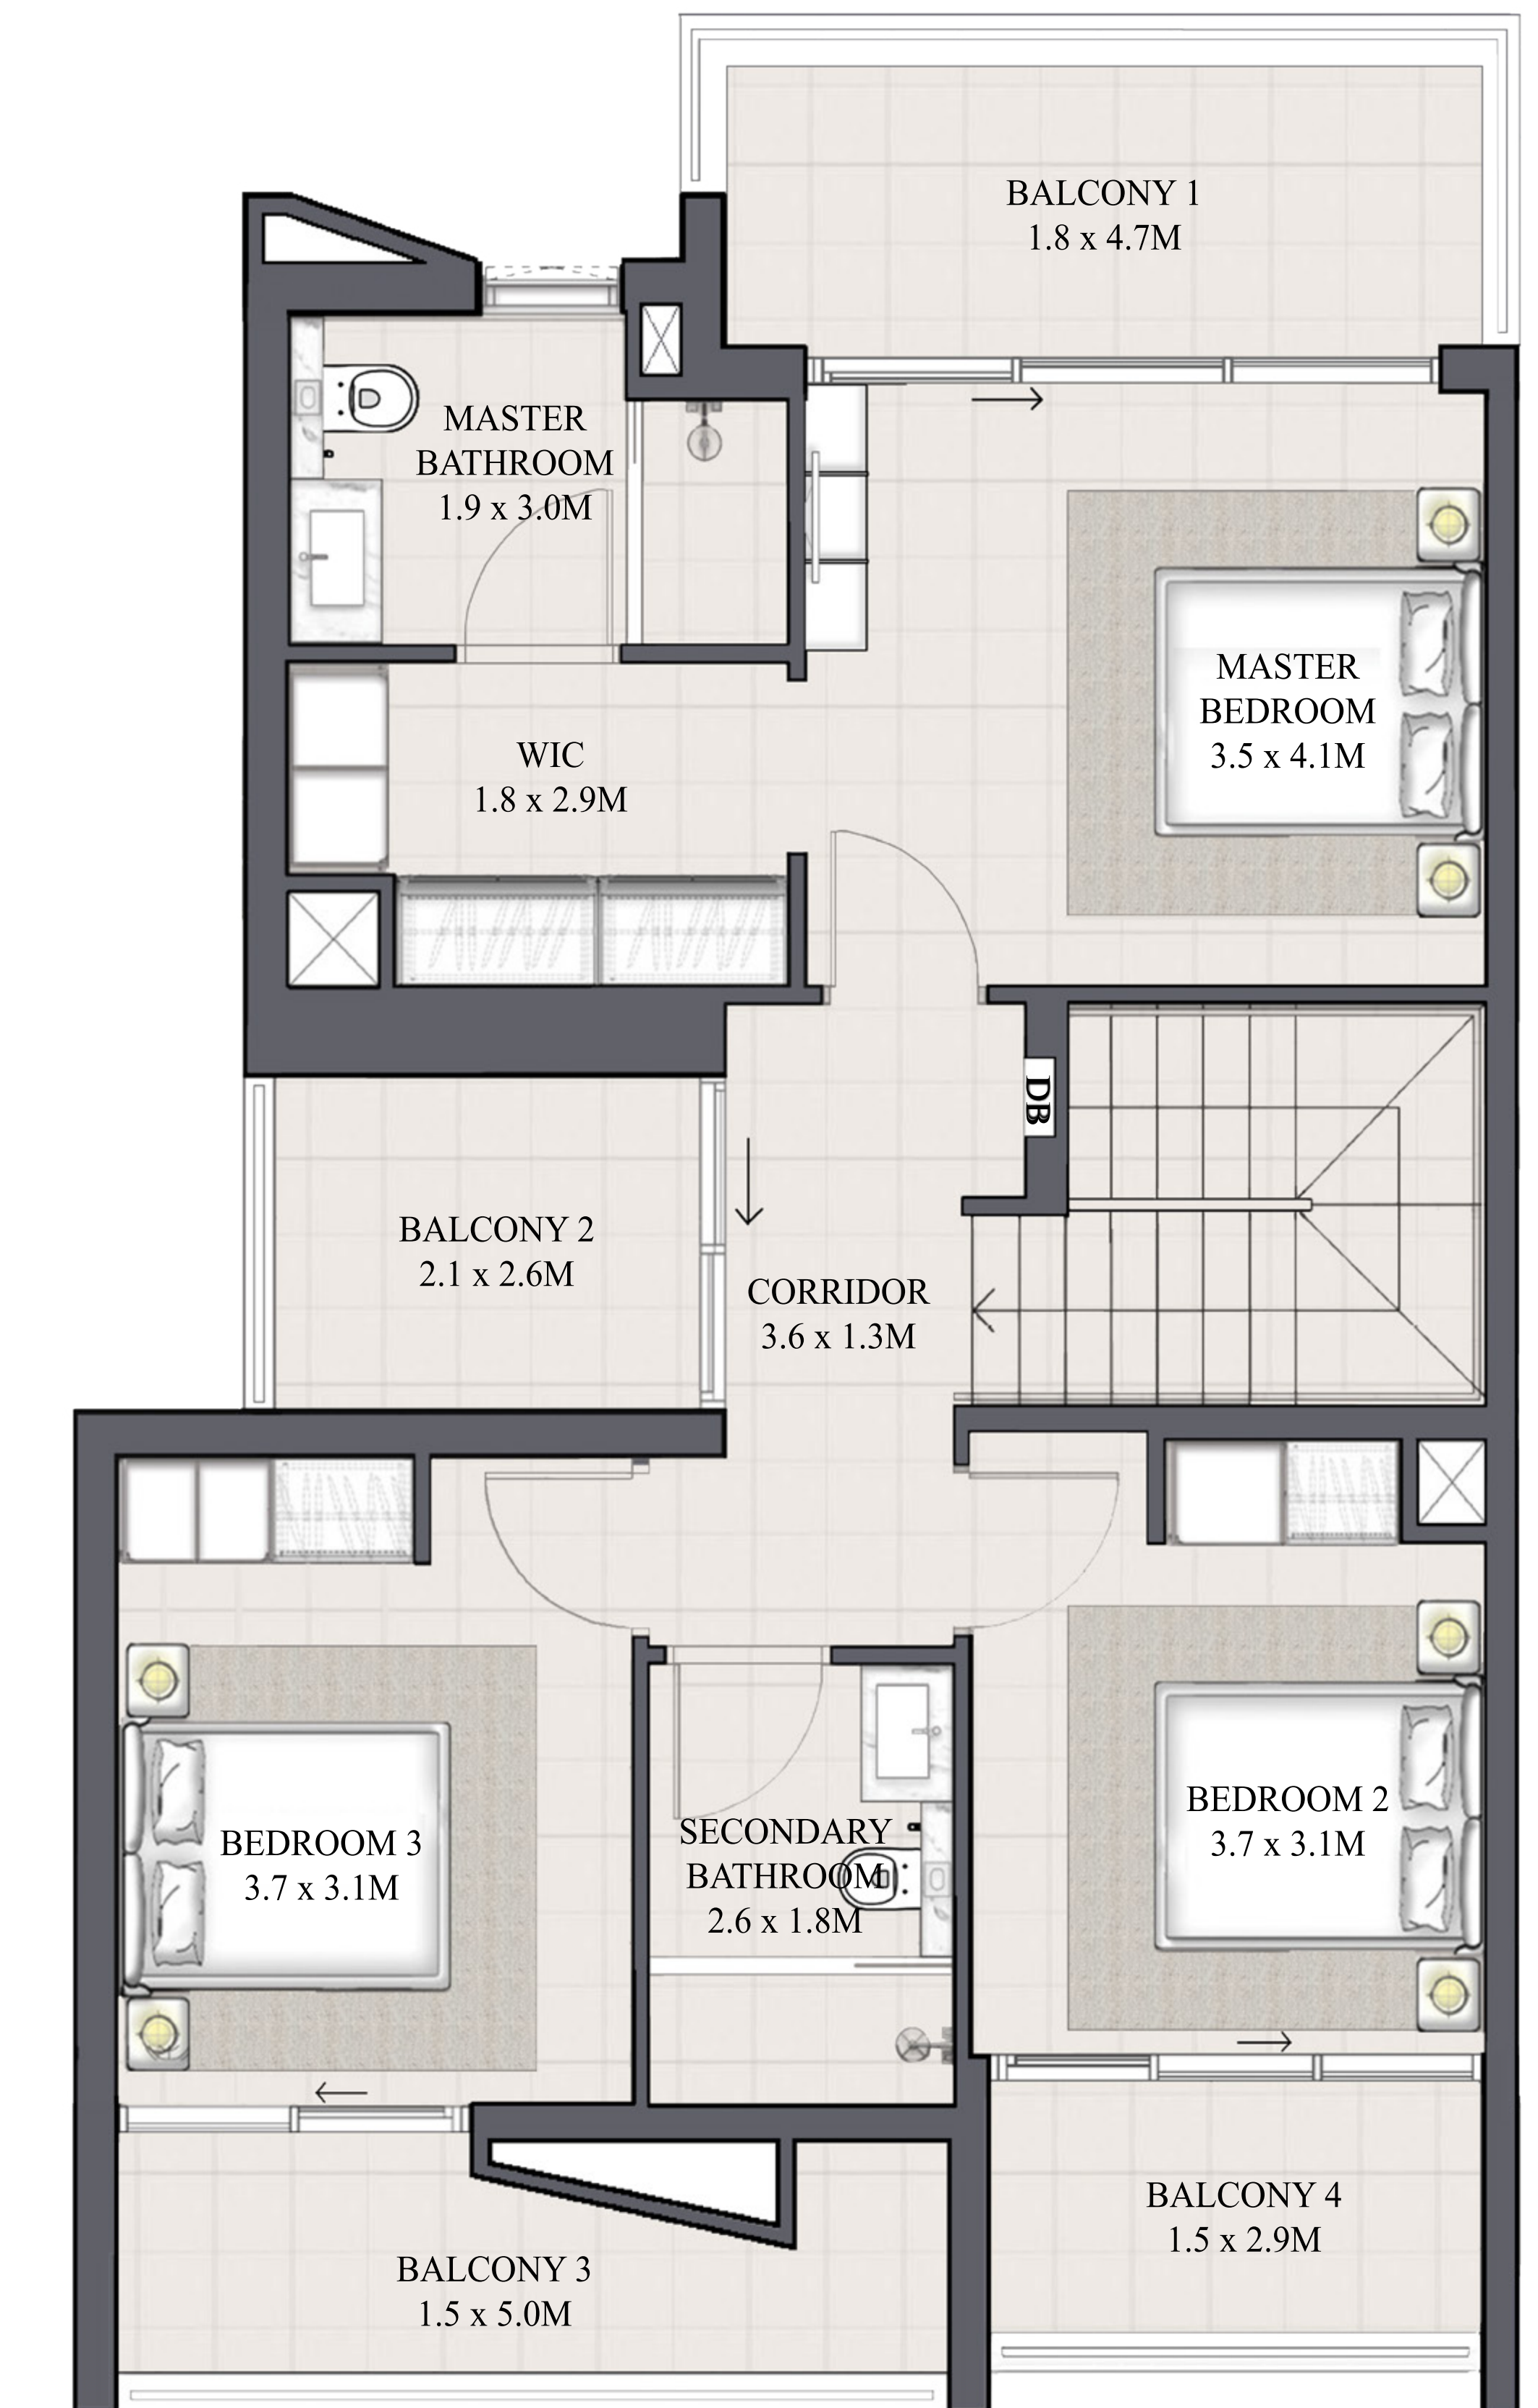 BALCONY 1
1.8 x 4.7M
MASTER
BATHROOM
1.9 x 3.0M
MASTER
BEDROOM
3.5 x 4.1M
WIC
1.8 x 2.9M
DB
BALCONY 2
2.1 x 2.6M
CORRIDOR
3.6 x 1.3M
BEDROOM 3
3.7 x 3.1M
SECONDARY
BATHROOM
2.6 x 1.8M
BEDROOM 2
3.7 x 3.1M
BALCONY 3
1.5 x 5.0M
BALCONY 4
1.5 x 2.9M